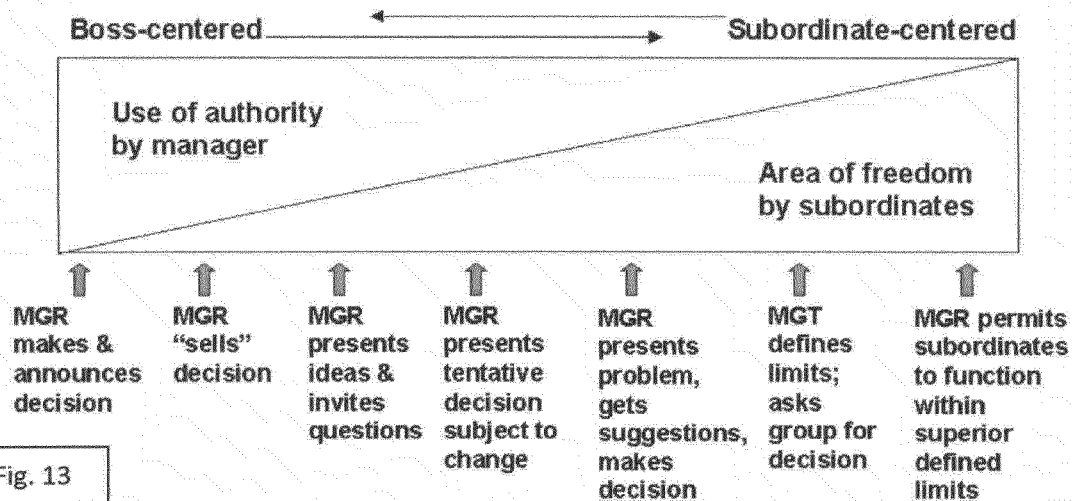 Boss-centered
Subordinate-centered
Use of authority
by manager
Area of freedom
by subordinates
MGR
makes &
announces
decision
MGR
“sells”
decision
MGR
presents
ideas &
invites
questions
MGR
presents
tentative
decision
subject to
change
MGR
presents
problem,
gets
suggestions,
makes
decision
MGT
defines
limits;
asks
group for
decision
MGR permits
subordinates
to function
within
superior
defined
limits
Fig. 13